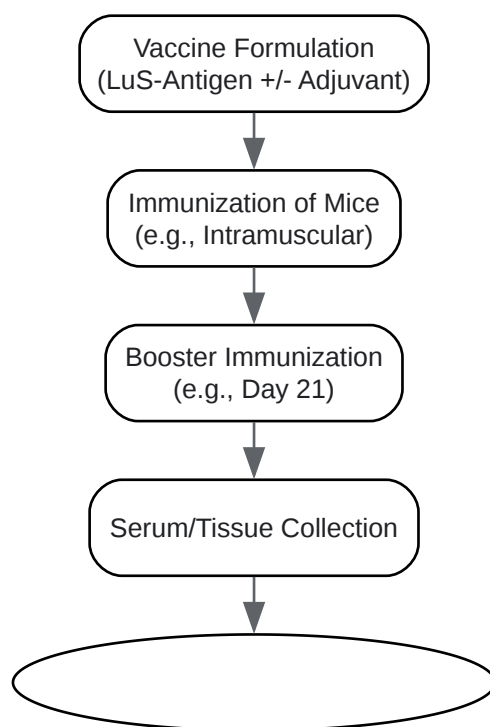 Vaccine Formulation
(LuS-Antigen +/- Adjuvant)
Immunization of Mice
(e.g., Intramuscular)
Booster Immunization
(e.g., Day 21)
Serum/Tissue Collection